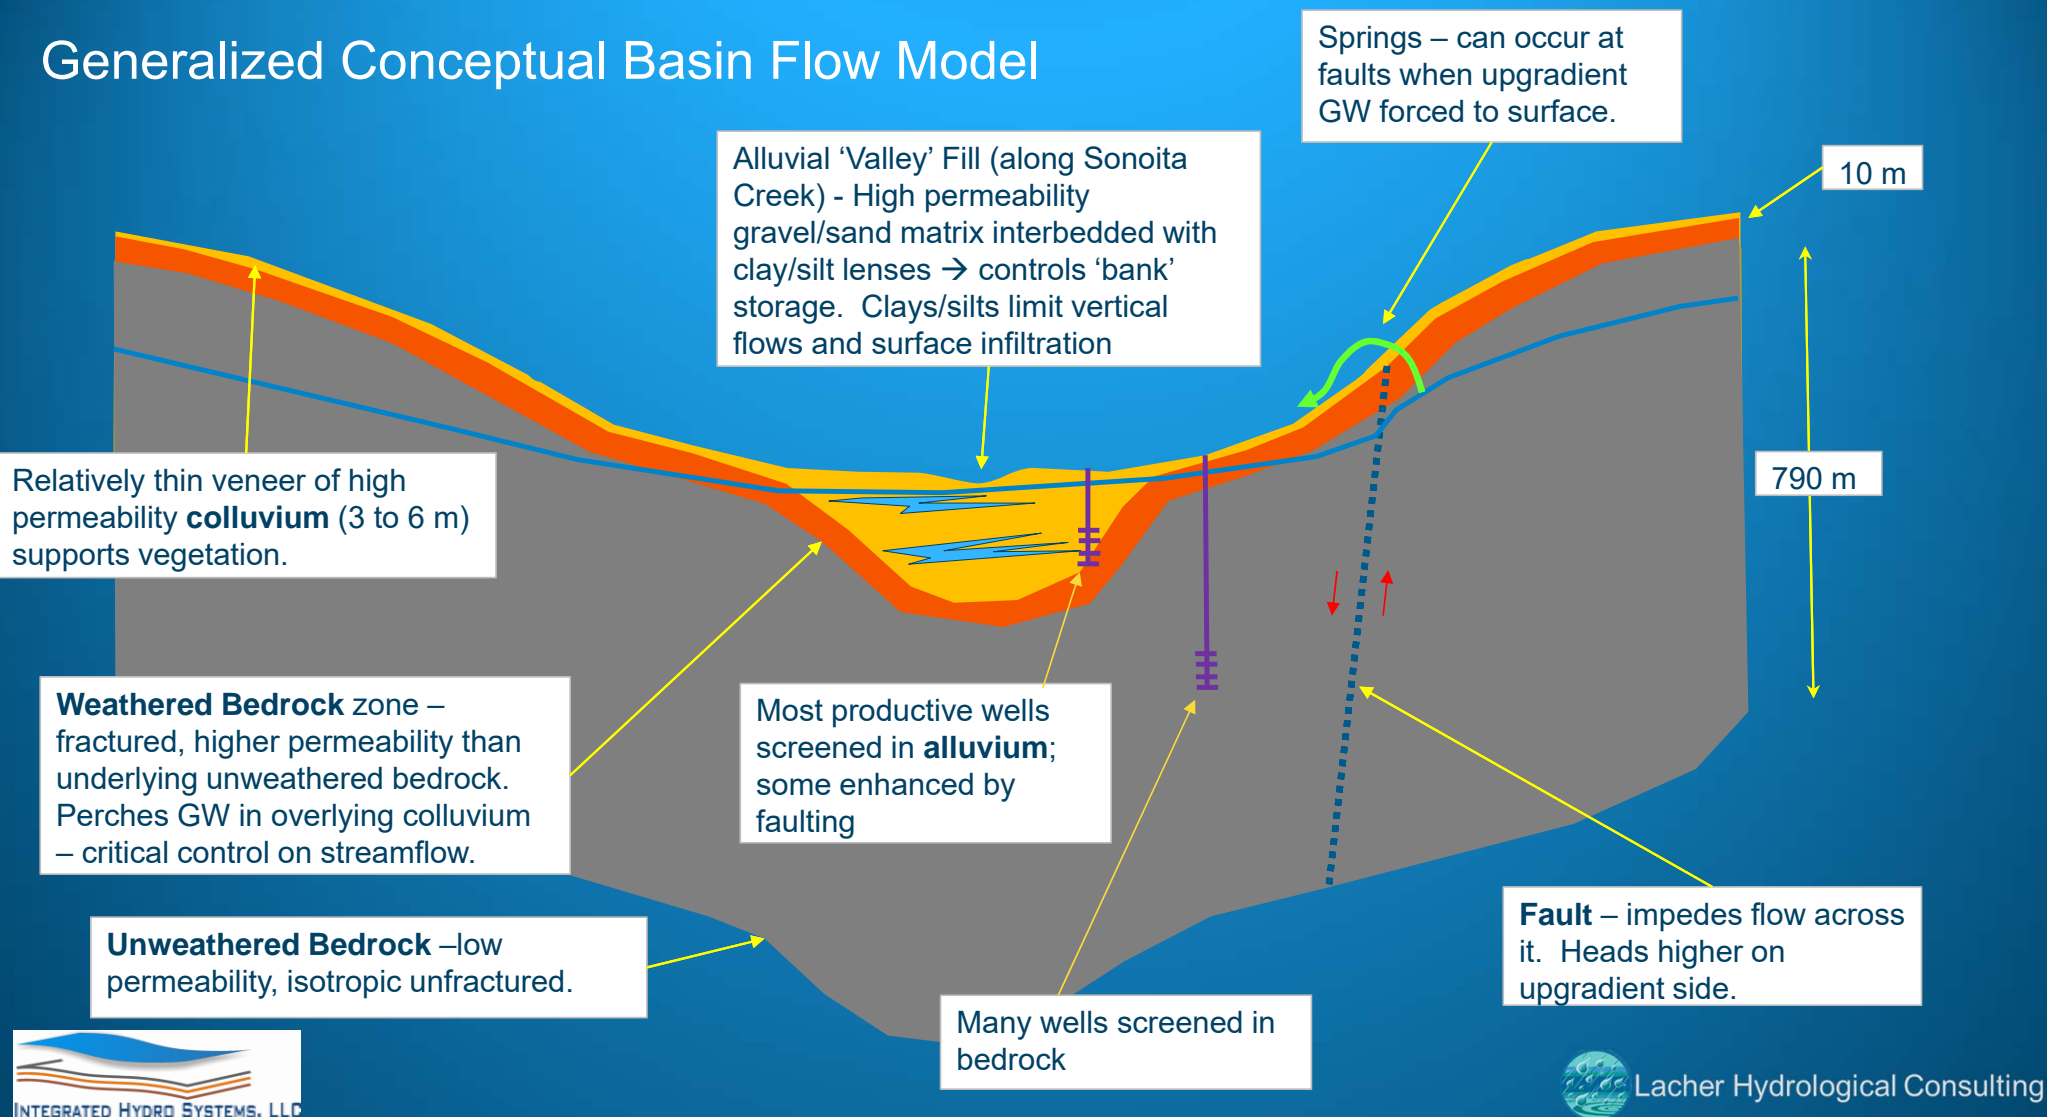 Generalized Conceptual Basin Flow Model
Springs – can occur at
faults when upgradient
GW forced to surface.
Alluvial ‘Valley’ Fill (along Sonoita
Creek) - High permeability
gravel/sand matrix interbedded with
clay/silt lenses → controls ‘bank’
storage.  Clays/silts limit vertical
flows and surface infiltration
10 m
790 m
Relatively thin veneer of high
permeability colluvium (3 to 6 m)
supports vegetation.
Weathered Bedrock zone –
fractured, higher permeability than
underlying unweathered bedrock.
Perches GW in overlying colluvium
– critical control on streamflow.
Most productive wells
screened in alluvium;
some enhanced by
faulting
Unweathered Bedrock –low
permeability, isotropic unfractured.
Fault – impedes flow across
it.  Heads higher on
upgradient side.
Many wells screened in
bedrock
INTEGRATED HYDRO SYSTEMS, LLC
Lacher Hydrological Consulting